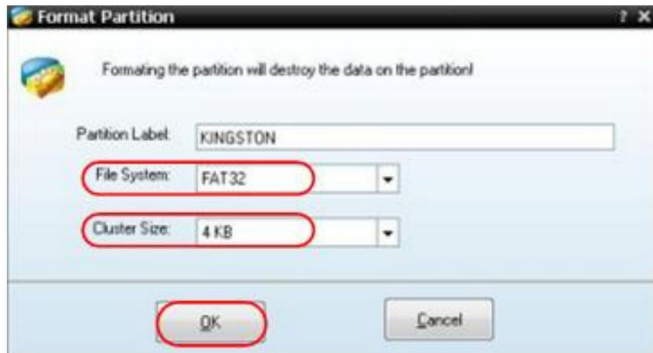 Format Partition ? X
Formating the partition will destroy the data on the partition!
Partition Label: KINGSTON
File System: FAT32
Cluster Size: 4 KB
OK Cancel